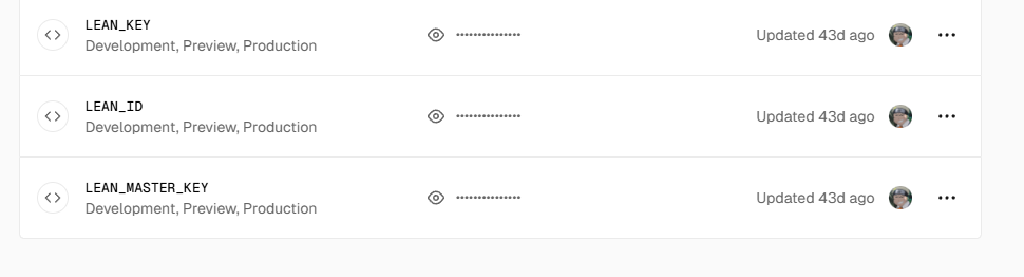 LEAN_KEY
Development, Preview, Production
•••••••••••••••
Updated 43d ago
LEAN_ID
Development, Preview, Production
•••••••••••••••
Updated 43d ago
LEAN_MASTER_KEY
Development, Preview, Production
•••••••••••••••
Updated 43d ago